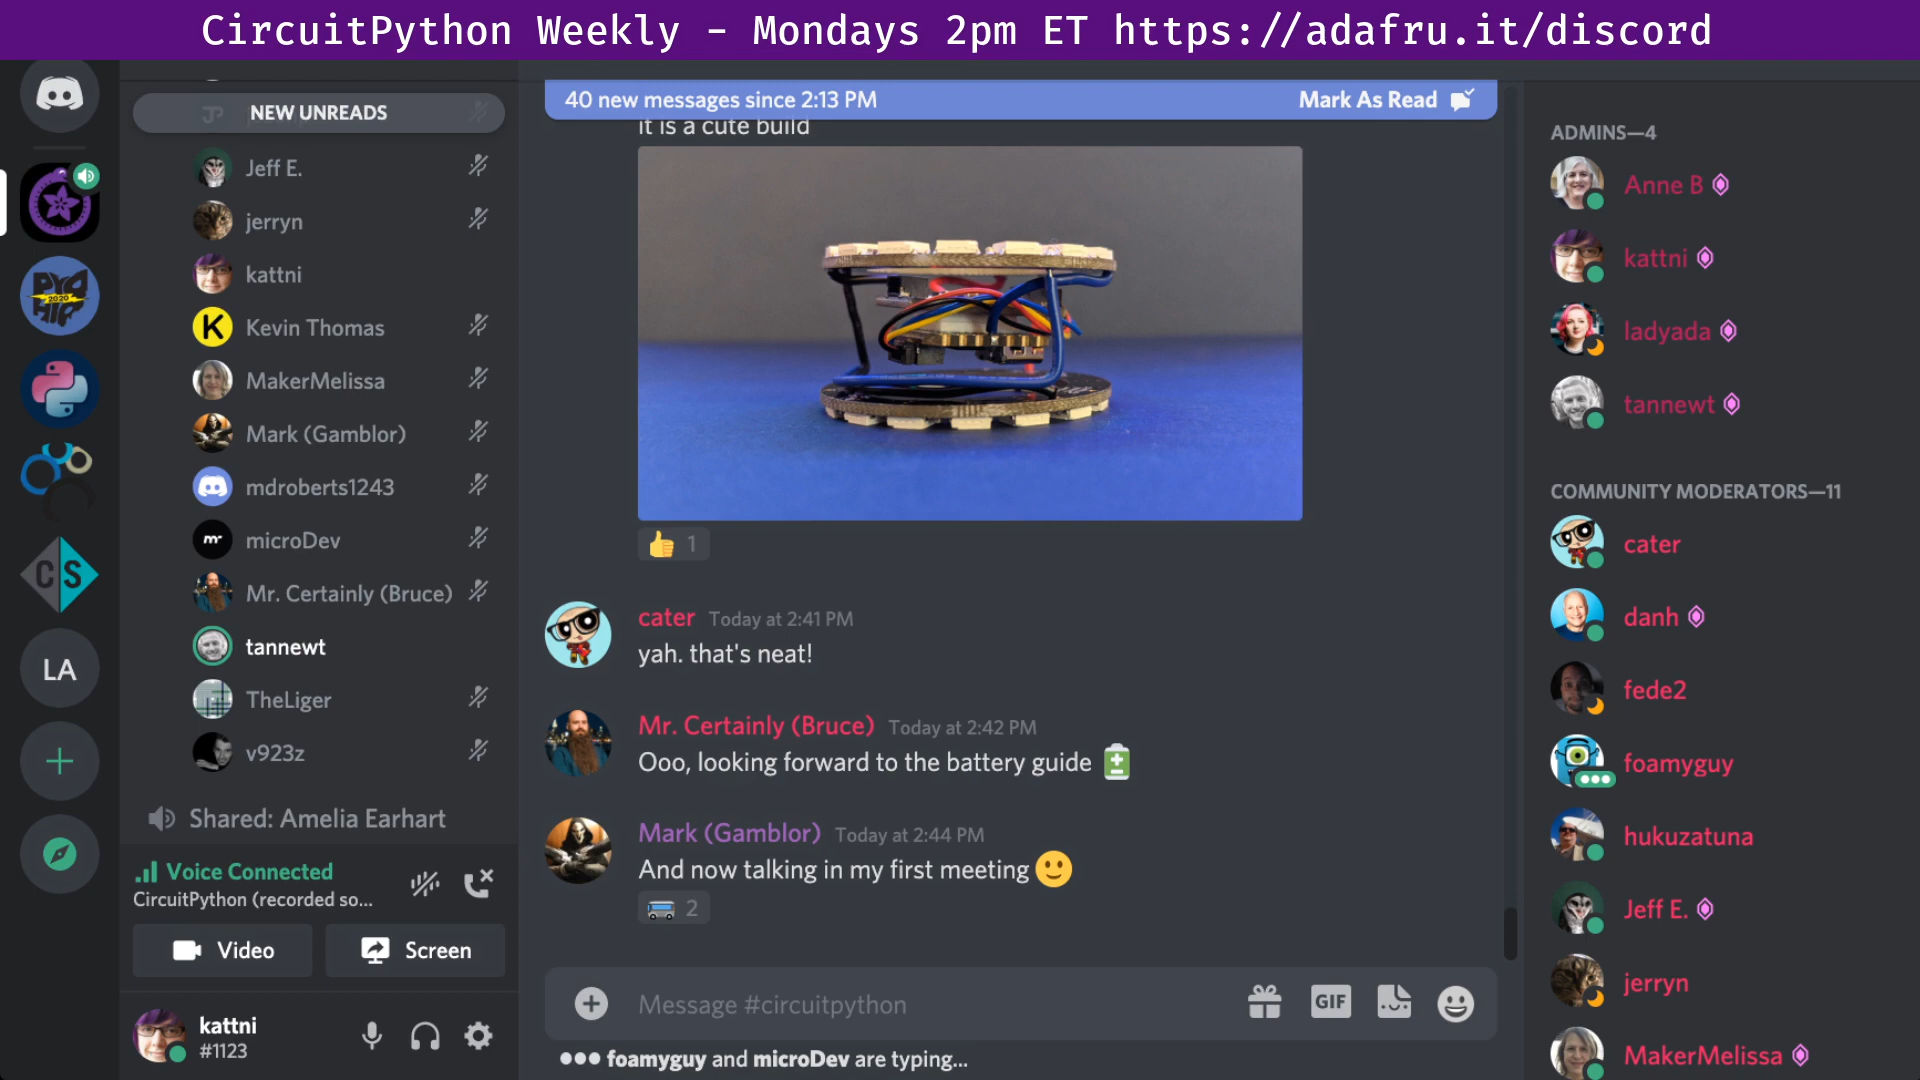 CircuitPython Weekly - Mondays 2pm ET https://adafru.it/discord
NEW UNREADS
Jeff E.
jerryn
kattni
K
Kevin Thomas
MakerMelissa
Mark (Gamblor)
mdroberts1243
mr
microDev
Mr. Certainly (Bruce)
tannewt
TheLiger
v923z
Shared: Amelia Earhart
Voice Connected
CircuitPython (recorded so...
Video
Screen
kattni
#1123
2020
CS
LA
40 new messages since 2:13 PM
Mark As Read
it is a cute build
1
cater Today at 2:41 PM
yah. that's neat!
Mr. Certainly (Bruce) Today at 2:42 PM
Ooo, looking forward to the battery guide
Mark (Gamblor) Today at 2:44 PM
And now talking in my first meeting
2
Message #circuitpython
GIF
foamyguy and microDev are typing...
ADMINS—4
Anne B
kattni
ladyada
tannewt
COMMUNITY MODERATORS—11
cater
danh
fede2
foamyguy
hukuzatuna
Jeff E.
jerryn
MakerMelissa